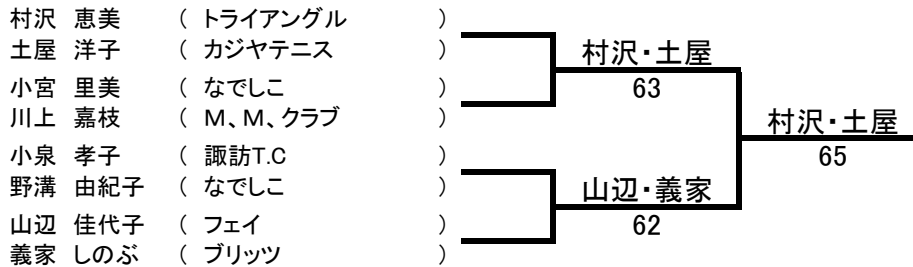 村沢 恵美 ( トライアングル )
土屋 洋子 ( カジヤテニス )
小宮 里美 ( なでしこ )
川上 嘉枝 ( M、M、クラブ )
小泉 孝子 ( 諏訪T.C )
野溝 由紀子 ( なでしこ )
山辺 佳代子 ( フェイ )
義家 しのぶ ( ブリッツ )
村沢・土屋
63
山辺・義家
62
村沢・土屋
65